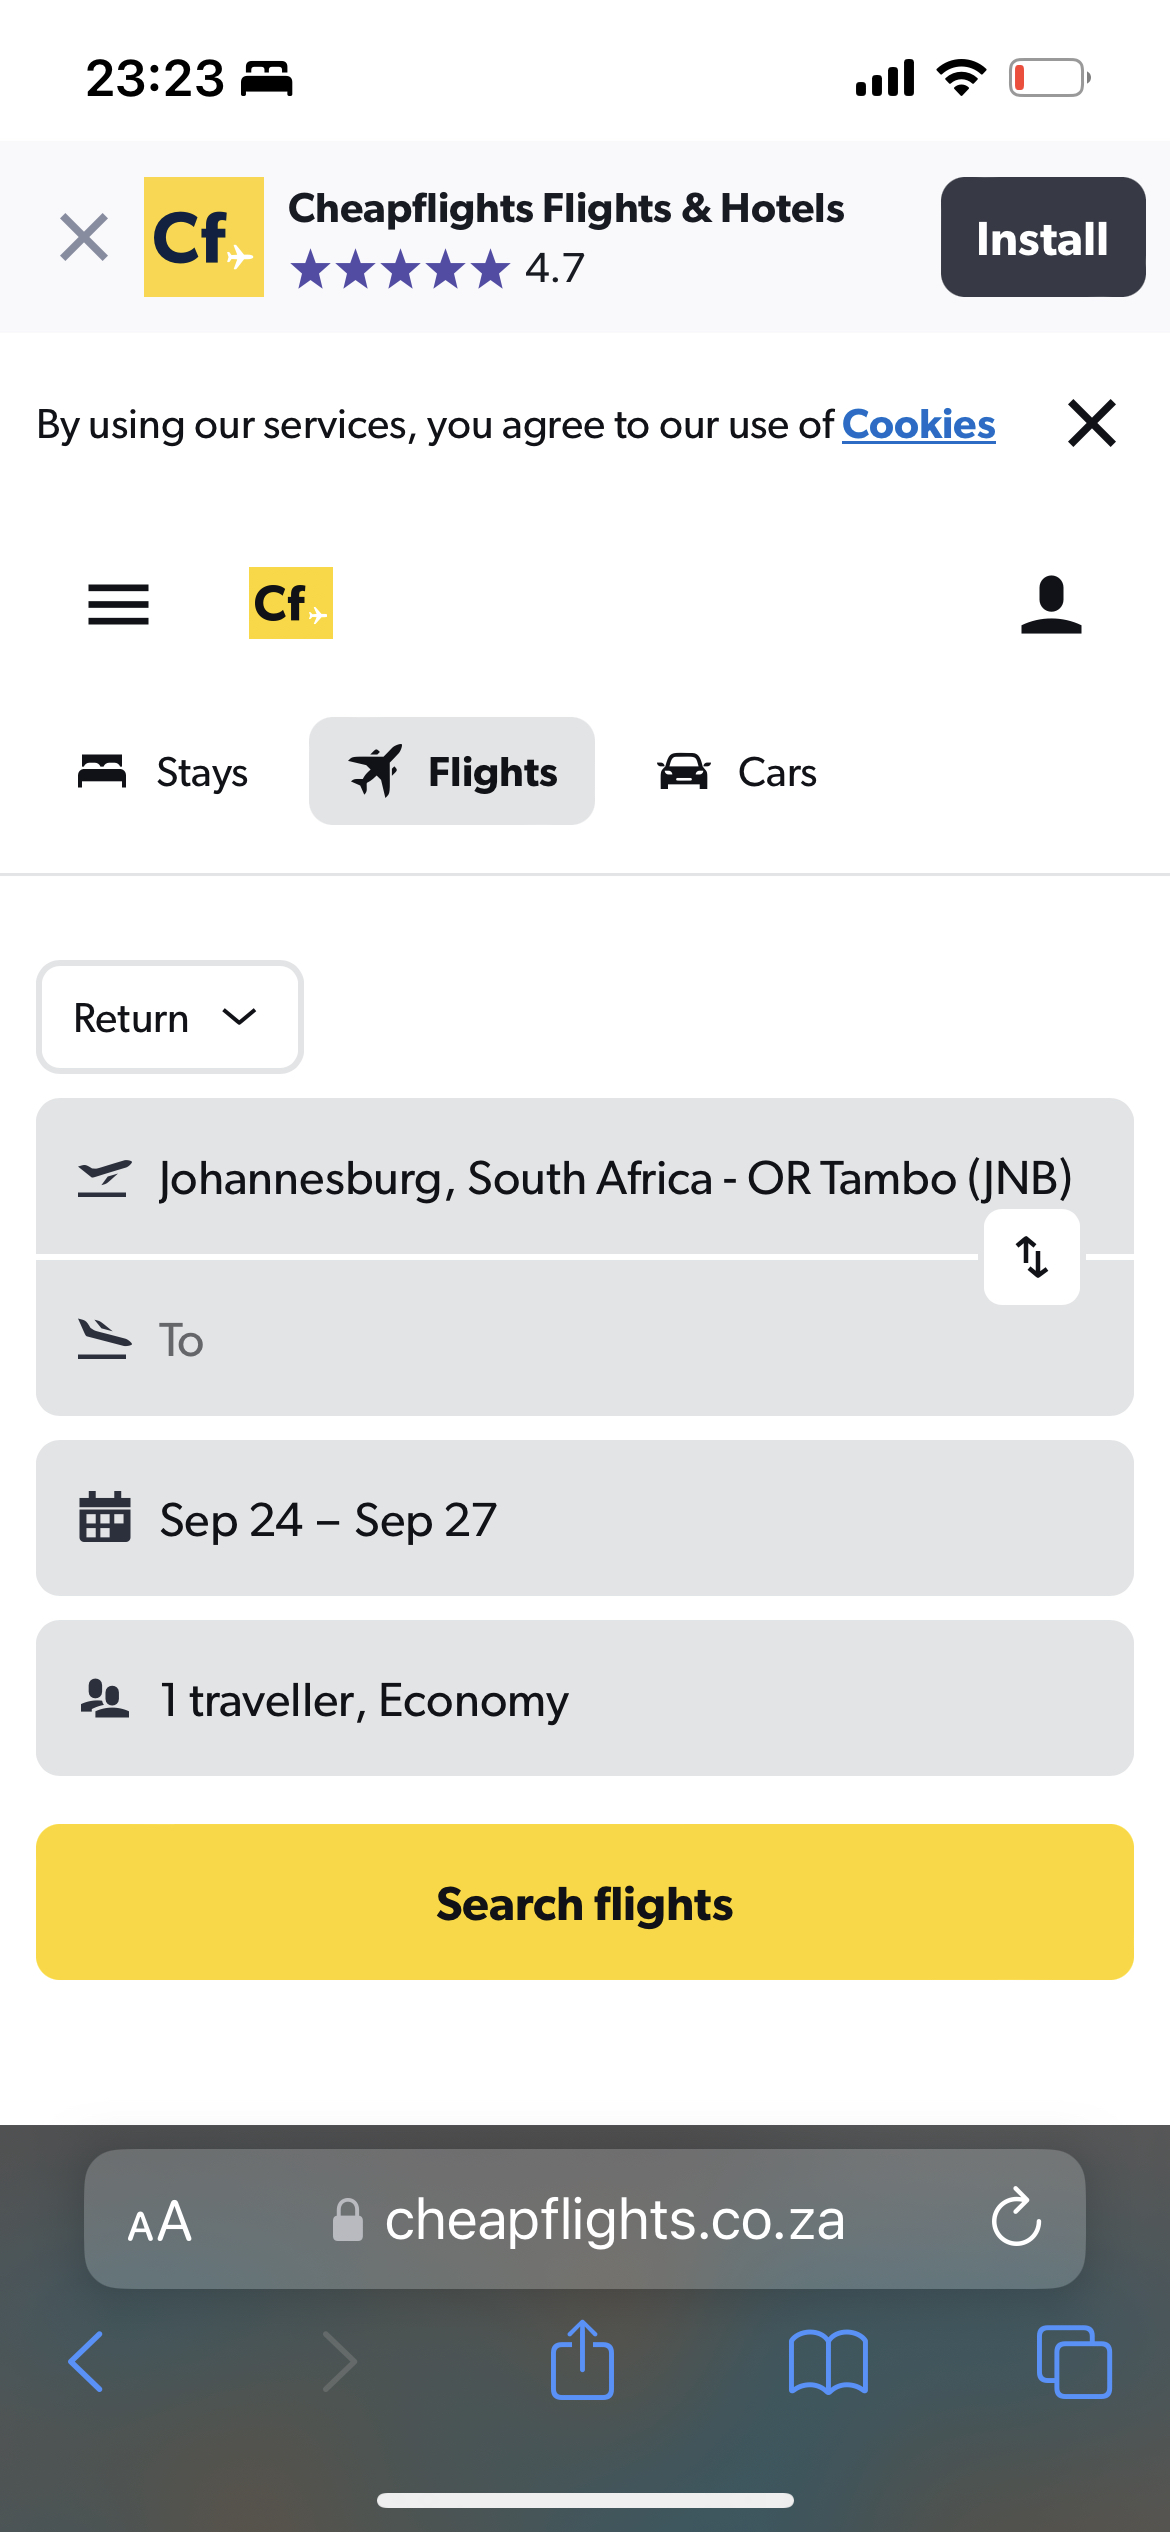 23:23
Cf
Cheapflights Flights & Hotels
4.7
Install
By using our services, you agree to our use of Cookies
Cf
Stays
Flights
Cars
Return
Johannesburg, South Africa - OR Tambo (JNB)
To
Sep 24 – Sep 27
1 traveller, Economy
Search flights
AA
cheapflights.co.za